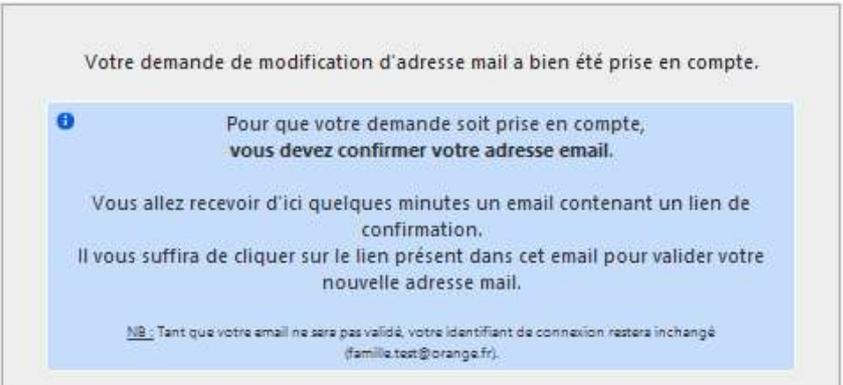 Votre demande de modification d'adresse mail a bien été prise en compte.
Pour que votre demande soit prise en compte,
vous devez confirmer votre adresse email.
Vous allez recevoir d'ici quelques minutes un email contenant un lien de
confirmation.
Il vous suffira de cliquer sur le lien présent dans cet email pour valider votre
nouvelle adresse mail.
NB : Tant que votre email ne sera pas validé, votre identifiant de connexion restera inchangé
(famille.test@orange.fr).